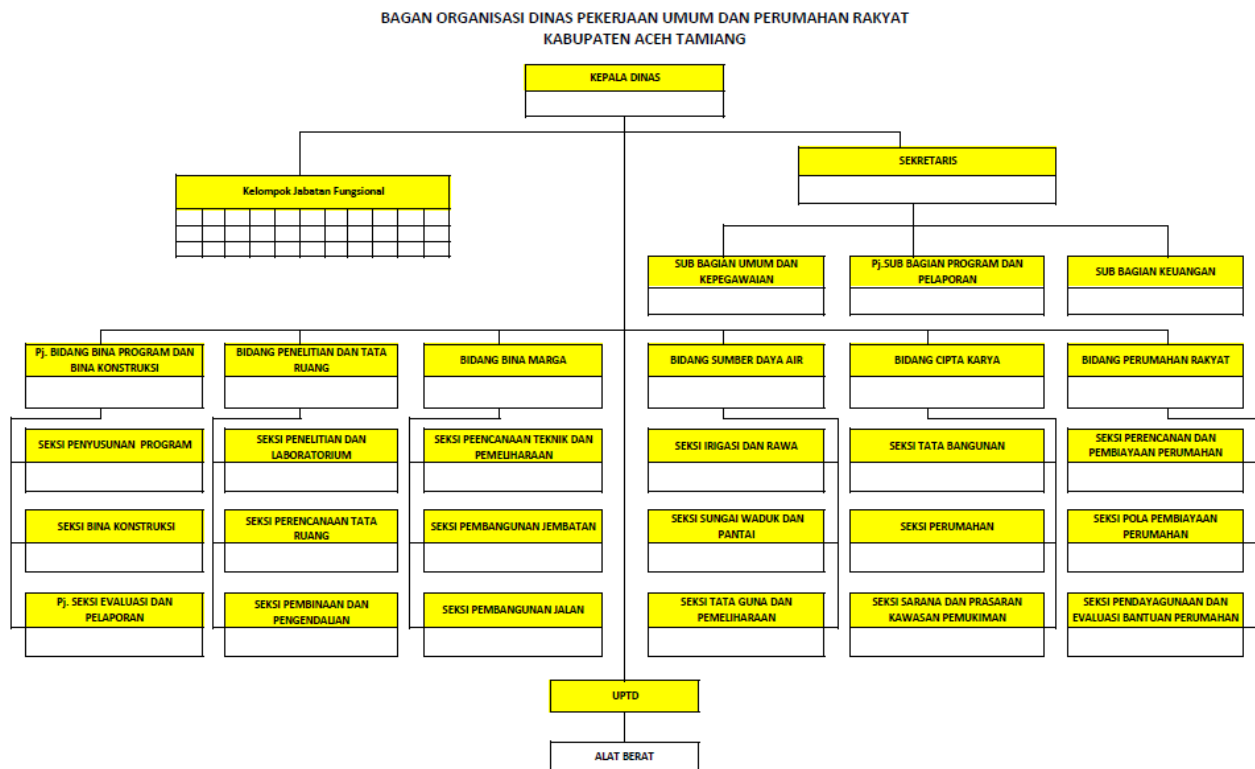 BAGAN ORGANISASI DINAS PEKERJAAN UMUM DAN PERUMAHAN RAKYAT
KABUPATEN ACEH TAMIANG
KEPALA DINAS
SEKRETARIS
Kelompok Jabatan Fungsional
SUB BAGIAN UMUM DAN
KEPEGAWAIAN
Pj.SUB BAGIAN PROGRAM DAN
PELAPORAN
SUB BAGIAN KEUANGAN
Pj. BIDANG BINA PROGRAM DAN
BINA KONSTRUKSI
BIDANG PENELITIAN DAN TATA
RUANG
BIDANG BINA MARGA
BIDANG SUMBER DAYA AIR
BIDANG CIPTA KARYA
BIDANG PERUMAHAN RAKYAT
SEKSI PENYUSUNAN PROGRAM
SEKSI PENELITIAN DAN
LABORATORIUM
SEKSI PEENCANAAN TEKNIK DAN
PEMELIHARAAN
SEKSI IRIGASI DAN RAWA
SEKSI TATA BANGUNAN
SEKSI PERENCANAN DAN
PEMBIAYAAN PERUMAHAN
SEKSI BINA KONSTRUKSI
SEKSI PERENCANAAN TATA
RUANG
SEKSI PEMBANGUNAN JEMBATAN
SEKSI SUNGAI WADUK DAN
PANTAI
SEKSI PERUMAHAN
SEKSI POLA PEMBIAYAAN
PERUMAHAN
Pj. SEKSI EVALUASI DAN
PELAPORAN
SEKSI PEMBINAAN DAN
PENGENDALIAN
SEKSI PEMBANGUNAN JALAN
SEKSI TATA GUNA DAN
PEMELIHARAAN
SEKSI SARANA DAN PRASARAN
KAWASAN PEMUKIMAN
SEKSI PENDAYAGUNAAN DAN
EVALUASI BANTUAN PERUMAHAN
UPTD
ALAT BERAT